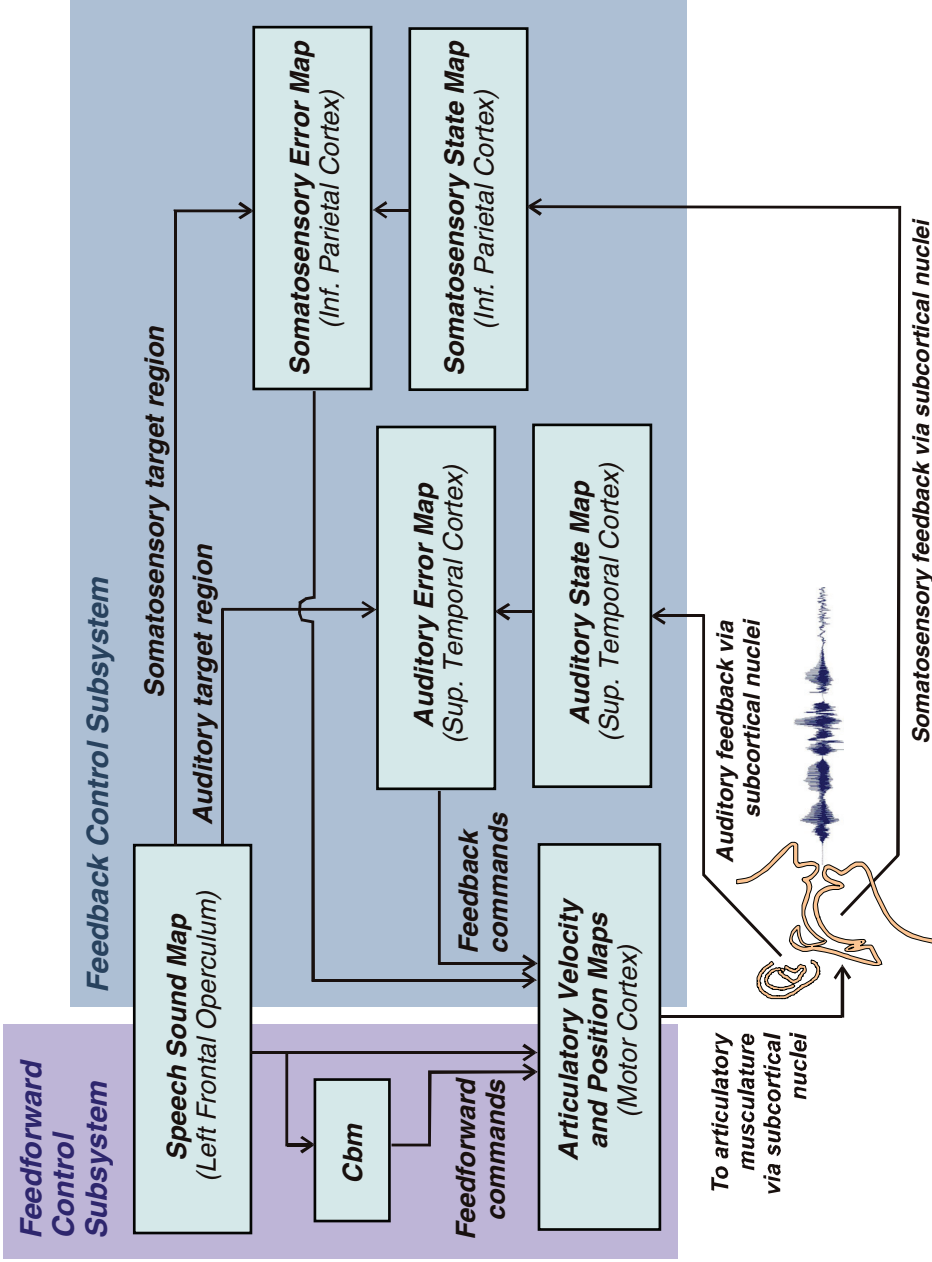 Feedforward
Control
Subsystem
Feedback Control Subsystem
Speech Sound Map
(Left Frontal Operculum)
Somatosensory target region
Auditory target region
Cbm
Feedforward
commands
Feedback
commands
Articulatory Velocity
and Position Maps
(Motor Cortex)
Auditory Error Map
(Sup. Temporal Cortex)
Auditory State Map
(Sup. Temporal Cortex)
Somatosensory Error Map
(Inf. Parietal Cortex)
Somatosensory State Map
(Inf. Parietal Cortex)
To articulatory
musculature
via subcortical
nuclei
Auditory feedback via
subcortical nuclei
Somatosensory feedback via subcortical nuclei